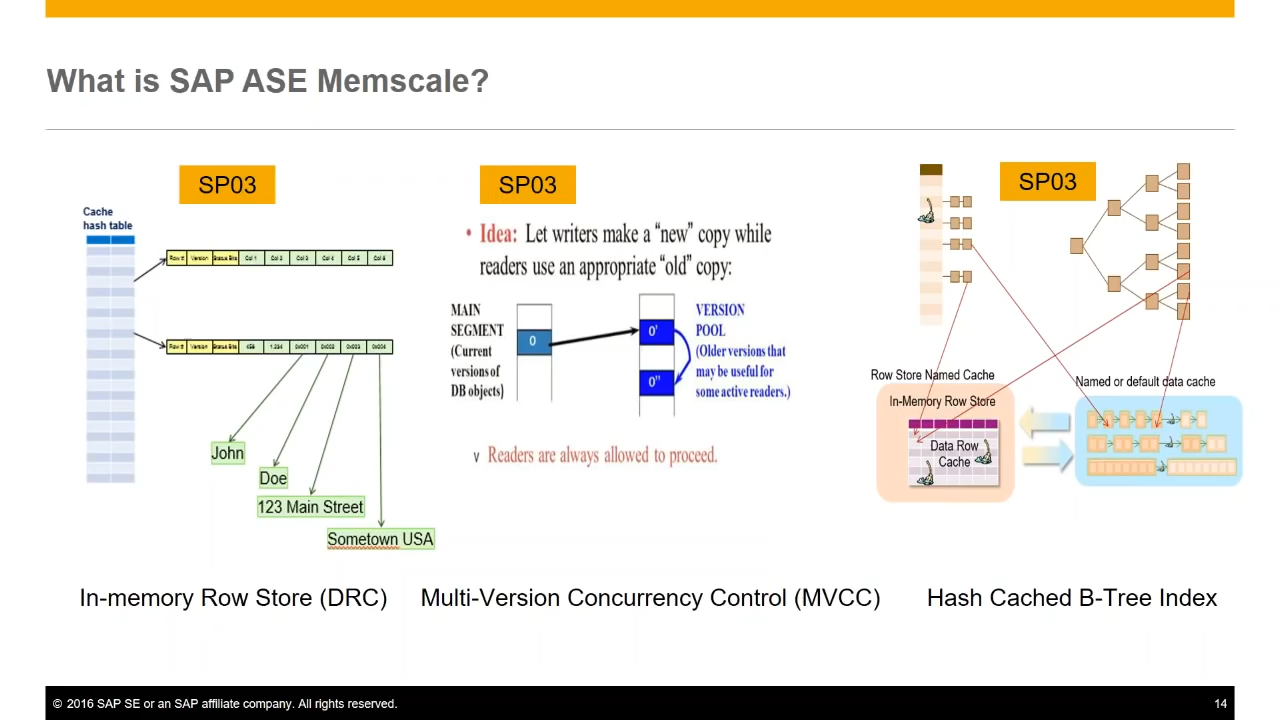 What is SAP ASE Memscale?
SP03
Cache
hash table
Row # Version Status Bits Col 1 Col 2 Col 3 Col 4 Col 5 Col 6
Row # Version Status Bits 456 1.234 0x001 0x002 0x003 0x004
John
Doe
123 Main Street
Sometown USA
In-memory Row Store (DRC)
SP03
• Idea: Let writers make a “new” copy while
readers use an appropriate “old” copy:
MAIN
SEGMENT
(Current
versions of
DB objects)
O
O'
O''
VERSION
POOL
(Older versions that
may be useful for
some active readers.)
v Readers are always allowed to proceed.
Multi-Version Concurrency Control (MVCC)
SP03
Row Store Named Cache
In-Memory Row Store
Data Row
Cache
Named or default data cache
Hash Cached B-Tree Index
© 2016 SAP SE or an SAP affiliate company. All rights reserved.
14